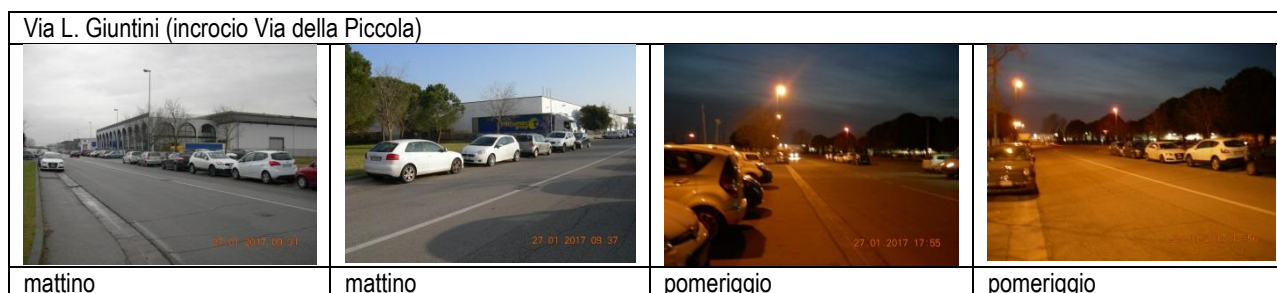 Via L. Giuntini (incrocio Via della Piccola)
27 01 2017 09 31
27 01 2017 09 37
27 01 2017 17 55
mattino
mattino
pomeriggio
pomeriggio